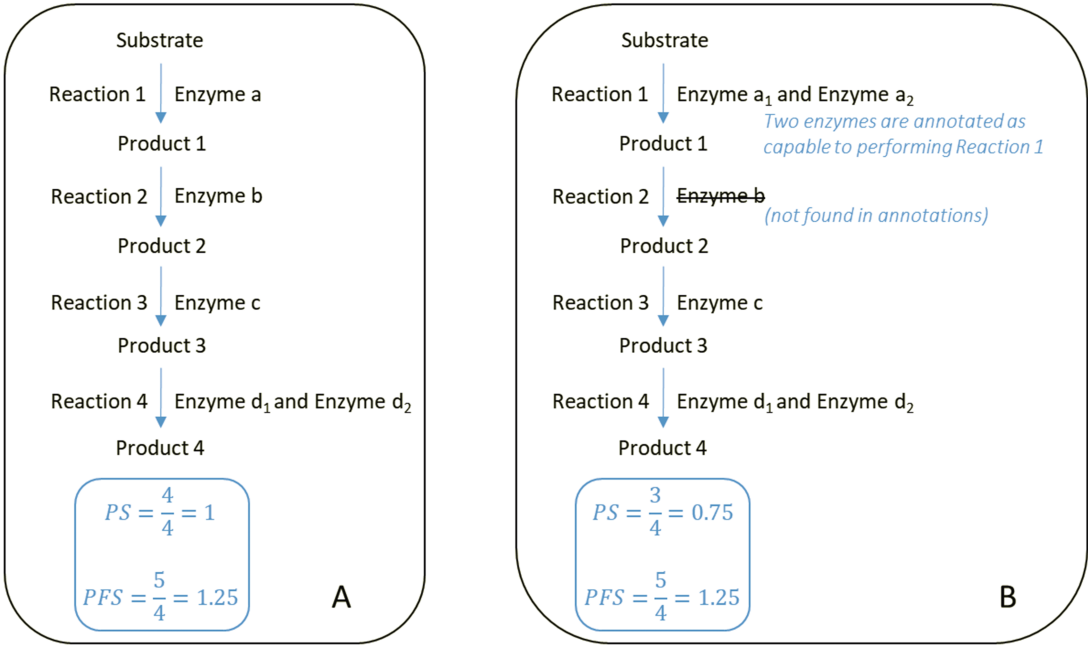 Substrate
Reaction 1 Enzyme a
Product 1
Reaction 2 Enzyme b
Product 2
Reaction 3 Enzyme c
Product 3
Reaction 4 Enzyme d₁ and Enzyme d₂
Product 4
PS = 4/4 = 1
PFS = 5/4 = 1.25
A
Substrate
Reaction 1 Enzyme a₁ and Enzyme a₂
Two enzymes are annotated as
capable to performing Reaction 1
Product 1
Reaction 2 Enzyme b
(not found in annotations)
Product 2
Reaction 3 Enzyme c
Product 3
Reaction 4 Enzyme d₁ and Enzyme d₂
Product 4
PS = 3/4 = 0.75
PFS = 5/4 = 1.25
B